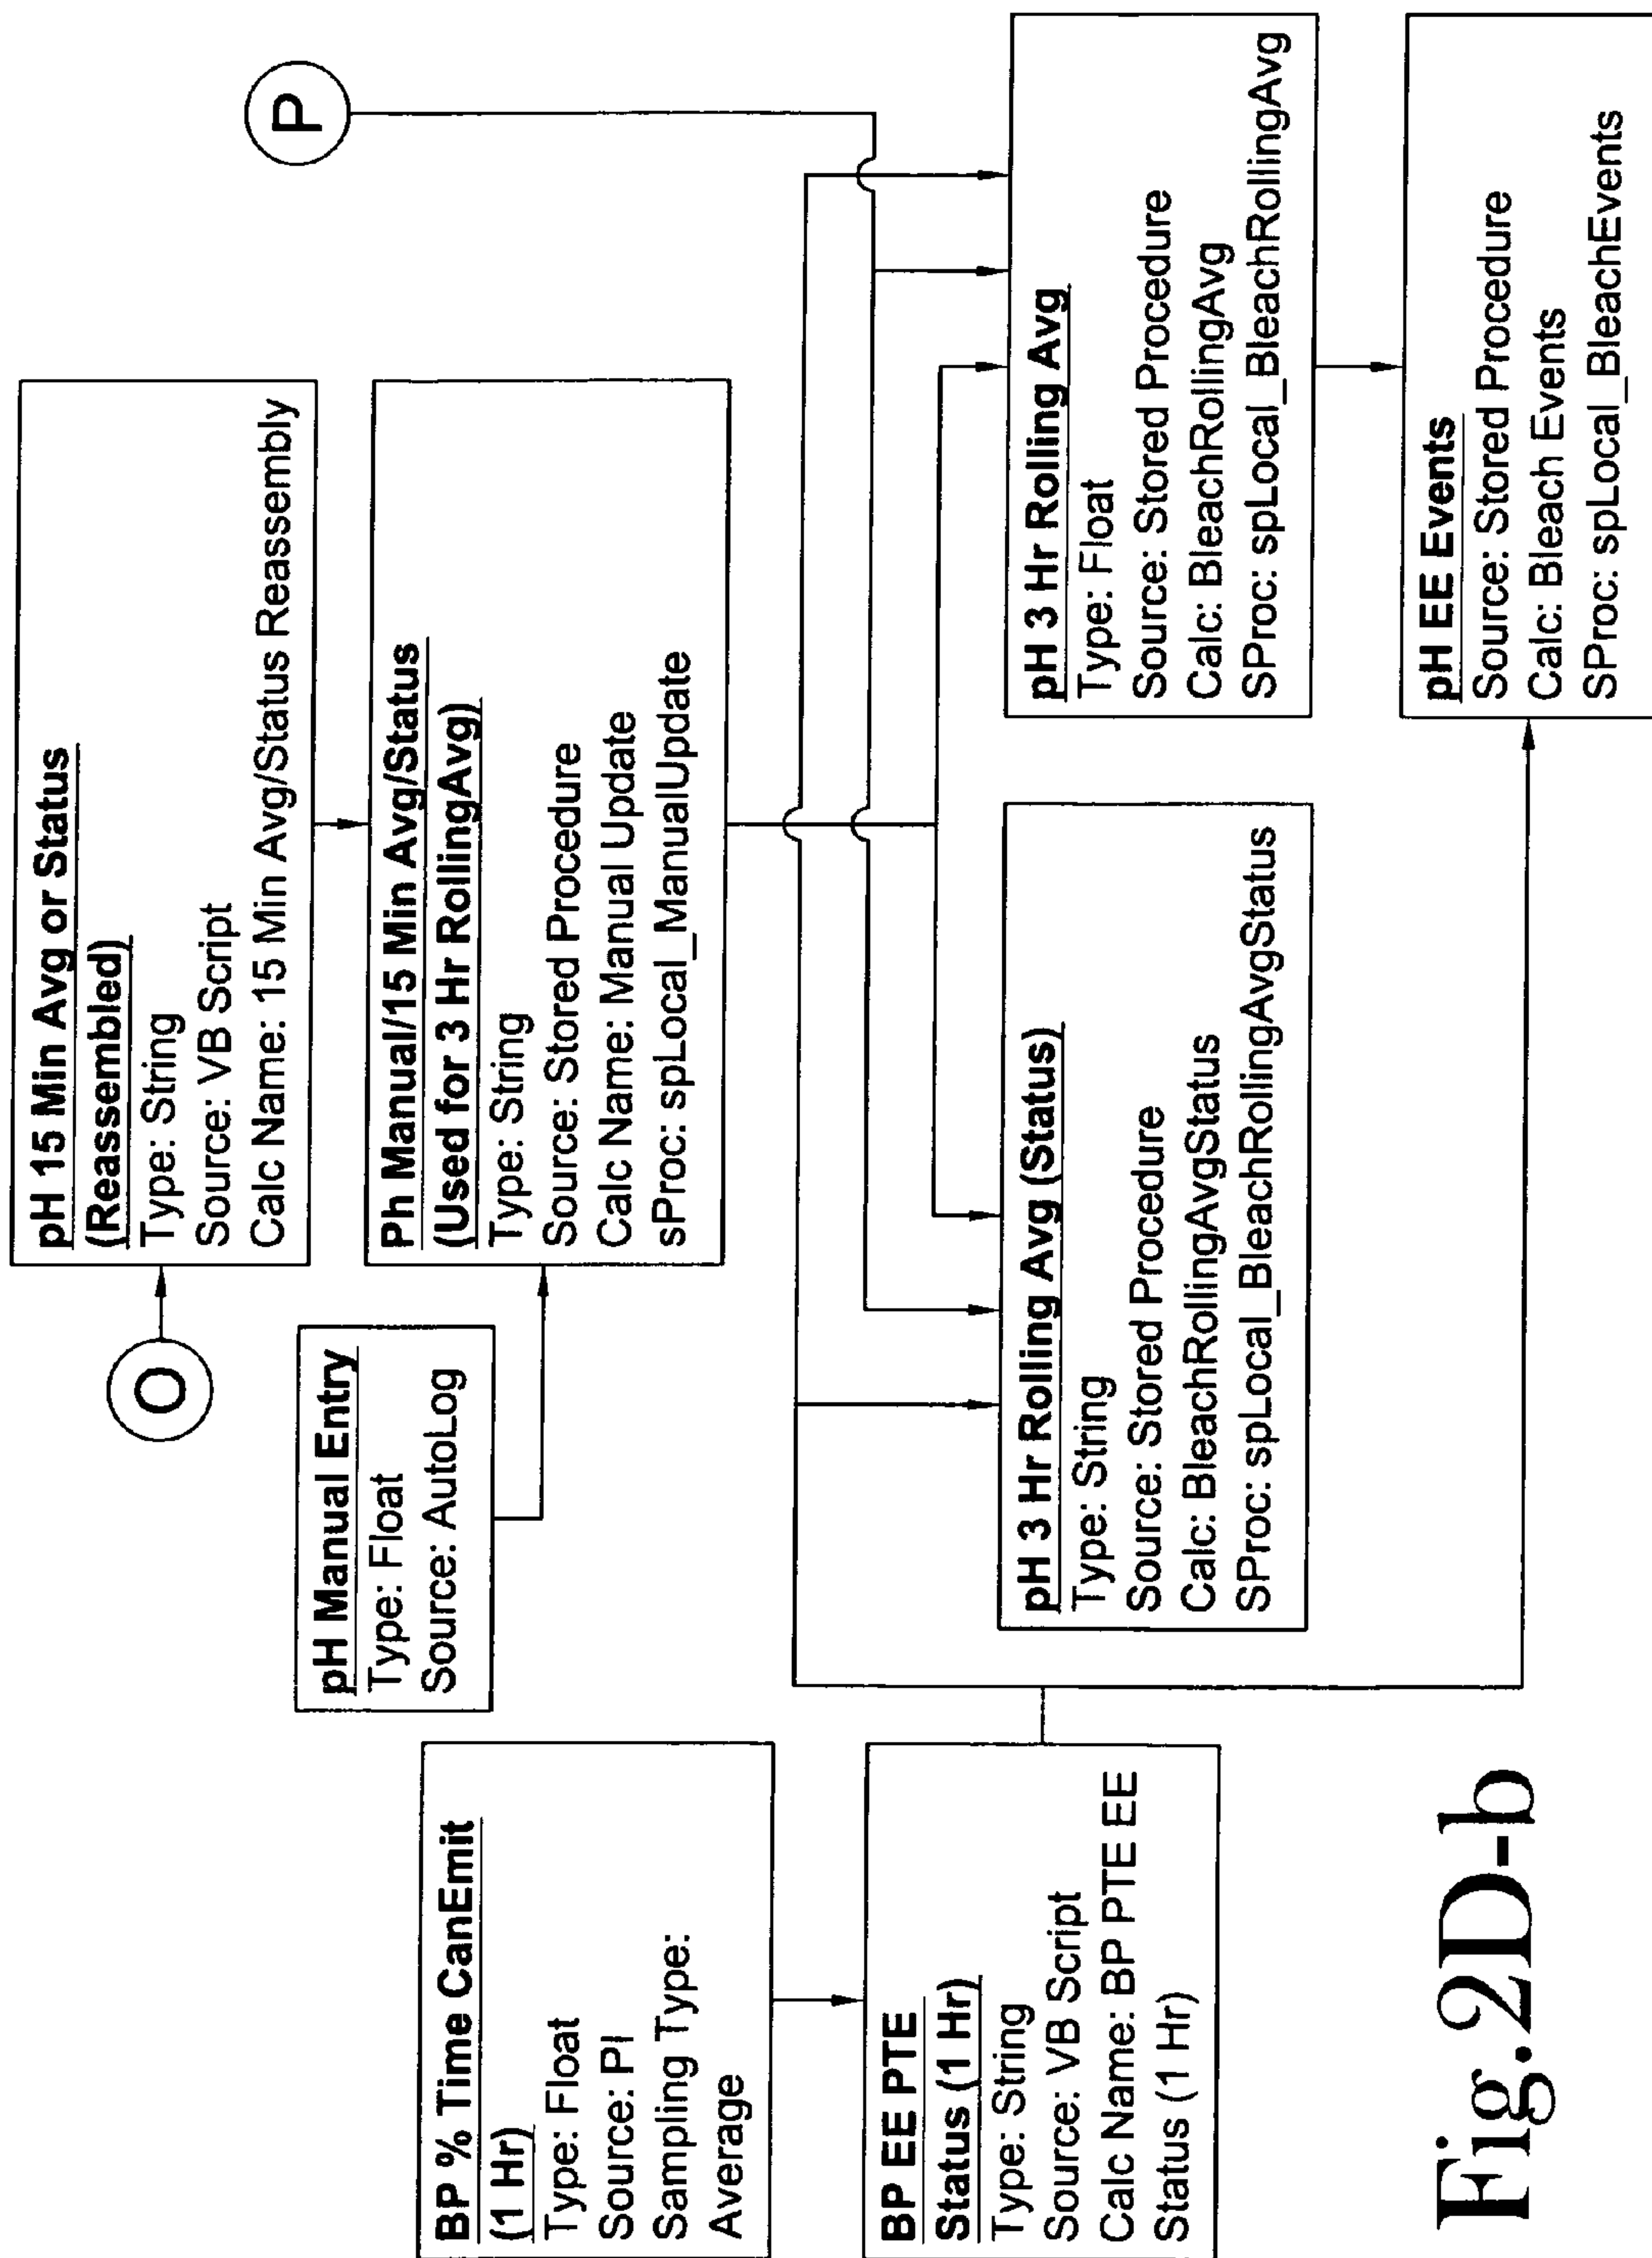 pH 15 Min Avg or Status
(Reassembled)
Type: String
Source: VB Script
Calc Name: 15 Min Avg/Status Reassembly
O
P
pH Manual Entry
Type: Float
Source: AutoLog
Ph Manual/15 Min Avg/Status
(Used for 3 Hr RollingAvg)
Type: String
Source: Stored Procedure
Calc Name: Manual Update
sProc: spLocal_ManualUpdate
BP % Time CanEmit
(1 Hr)
Type: Float
Source: PI
Sampling Type:
Average
BP EE PTE
Status (1 Hr)
Type: String
Source: VB Script
Calc Name: BP PTE EE
Status (1 Hr)
pH 3 Hr Rolling Avg (Status)
Type: String
Source: Stored Procedure
Calc: BleachRollingAvgStatus
SProc: spLocal_BleachRollingAvgStatus
pH 3 Hr Rolling Avg
Type: Float
Source: Stored Procedure
Calc: BleachRollingAvg
SProc: spLocal_BleachRollingAvg
pH EE Events
Source: Stored Procedure
Calc: Bleach Events
SProc: spLocal_BleachEvents
Fig.2D-b